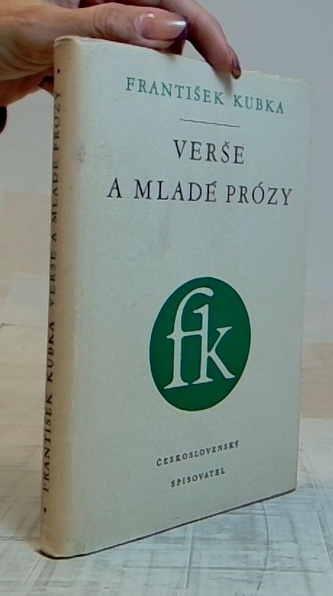 FRANTIŠEK KUBKA
VERŠE
A MLADÉ PRÓZY
fk
ČESKOSLOVENSKÝ
SPISOVATEL
• FRANTIŠEK KUBKA VERŠE A MLADÉ PRÓZY •